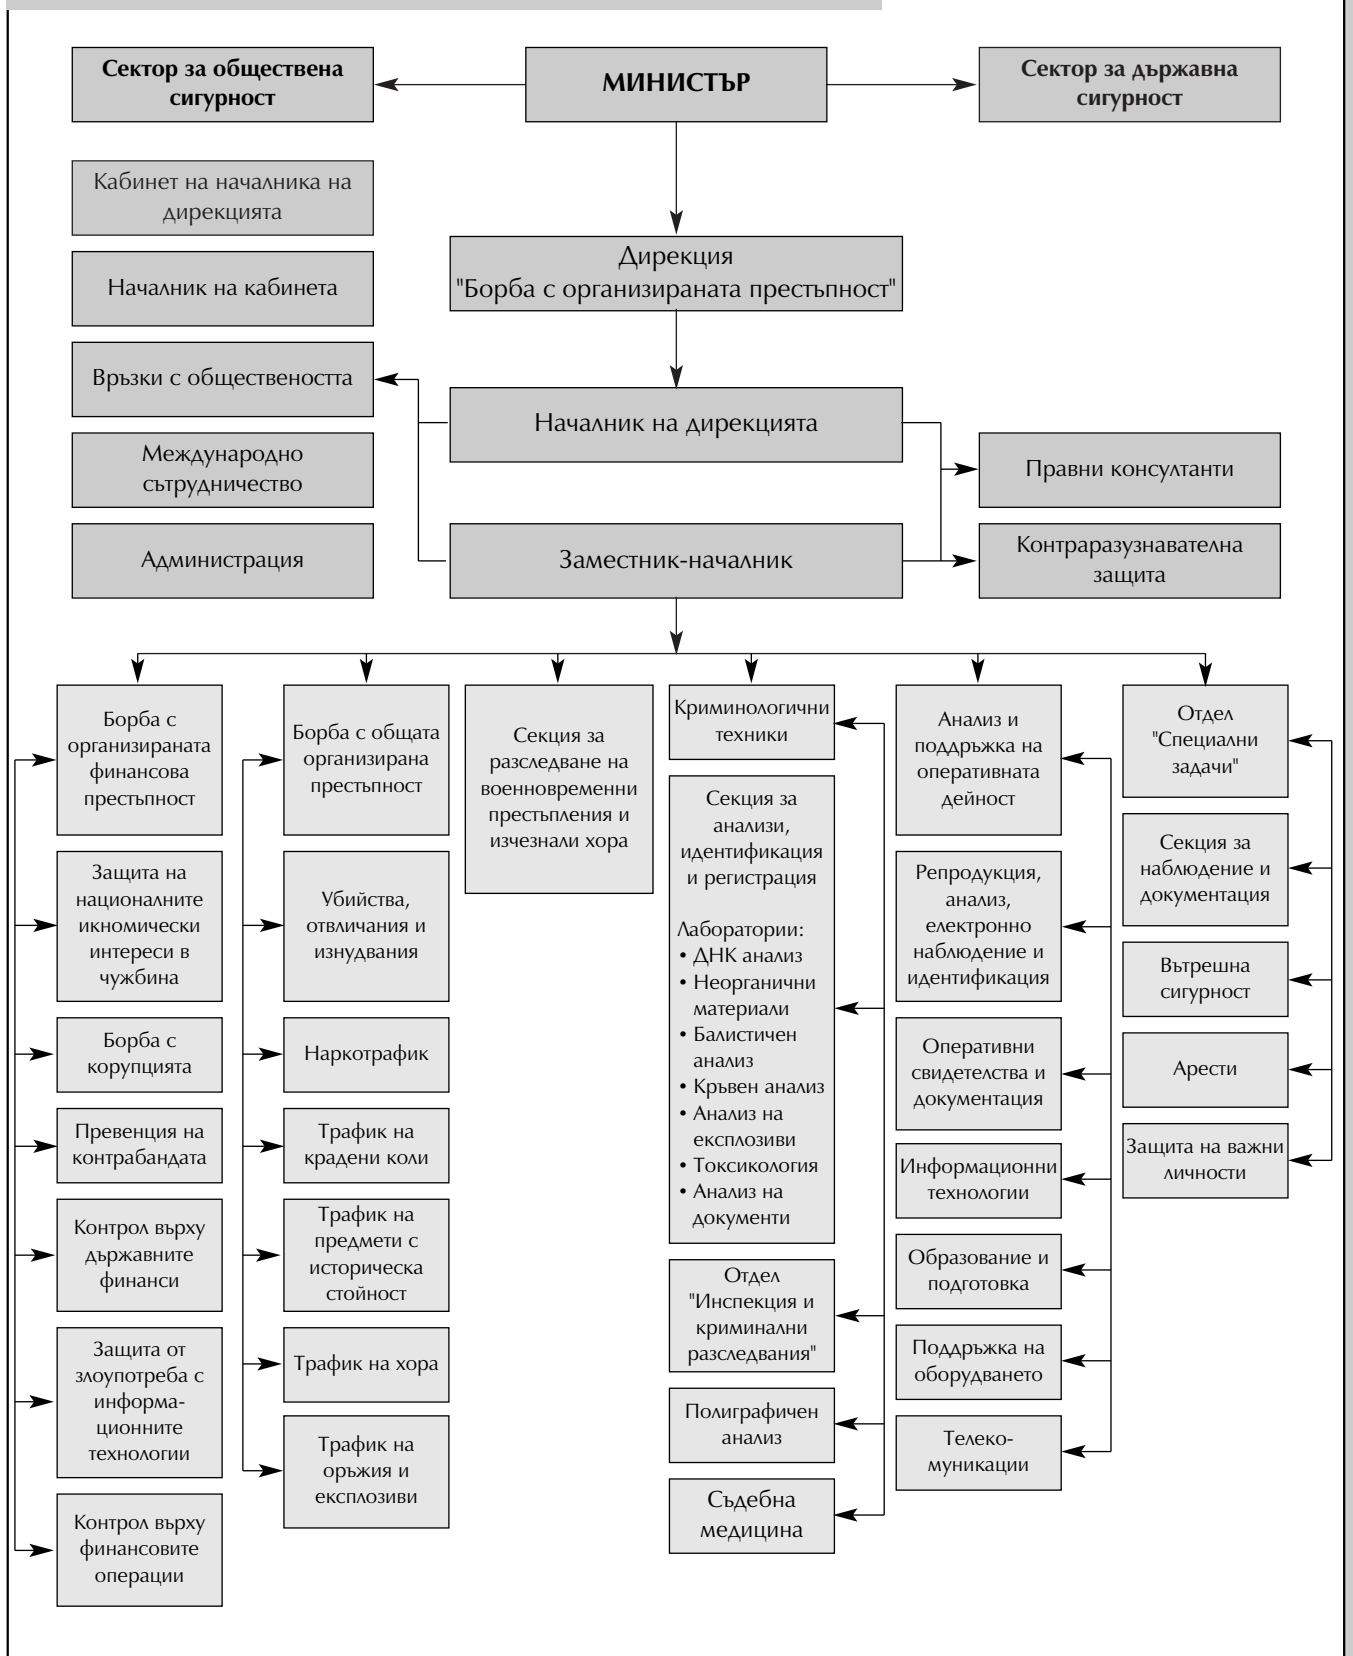 Сектор за обществена
сигурност
МИНИСТЪР
Сектор за държавна
сигурност
Кабинет на началника на
дирекцията
Началник на кабинета
Връзки с обществеността
Международно
сътрудничество
Администрация
Дирекция
"Борба с организираната престъпност"
Началник на дирекцията
Заместник-началник
Правни консултанти
Контраразузнавателна
защита
Борба с
организираната
финансова
престъпност
Защита на
националните
икномически
интереси в
чужбина
Борба с
корупцията
Превенция на
контрабандата
Контрол върху
държавните
финанси
Защита от
злоупотреба с
информа-
ционните
технологии
Контрол върху
финансовите
операции
Борба с общата
организирана
престъпност
Убийства,
отвличания и
изнудвания
Наркотрафик
Трафик на
крадени коли
Трафик на
предмети с
историческа
стойност
Трафик на хора
Трафик на
оръжия и
експлозиви
Секция за
разследване на
военновременни
престъпления и
изчезнали хора
Криминологични
техники
Секция за
анализи,
идентификация
и регистрация
Лаборатории:
• ДНК анализ
• Неорганични
материали
• Балистичен
анализ
• Кръвен анализ
• Анализ на
експлозиви
• Токсикология
• Анализ на
документи
Отдел
"Инспекция и
криминални
разследвания"
Полиграфичен
анализ
Съдебна
медицина
Анализ и
поддръжка на
оперативната
дейност
Репродукция,
анализ,
електронно
наблюдение и
идентификация
Оперативни
свидетелства и
документация
Информационни
технологии
Образование и
подготовка
Поддръжка на
оборудването
Телеко-
муникации
Отдел
"Специални
задачи"
Секция за
наблюдение и
документация
Вътрешна
сигурност
Арести
Защита на важни
личности